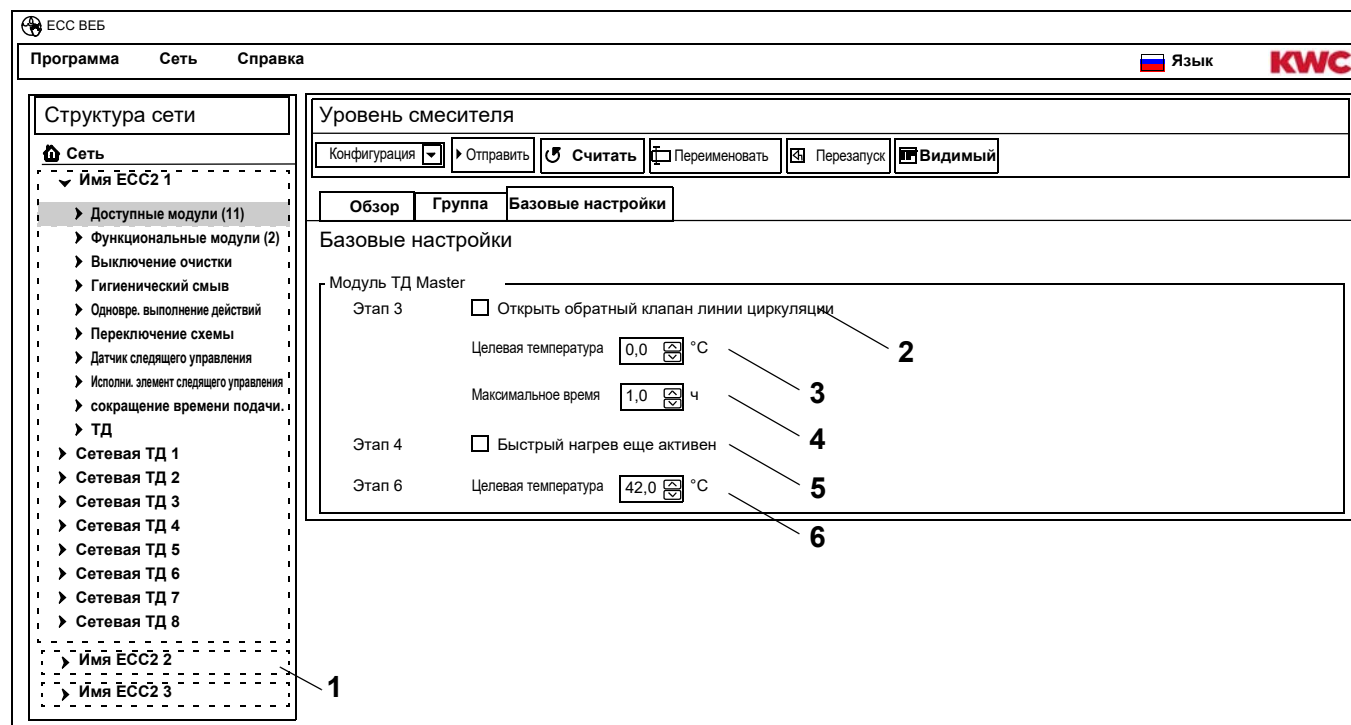 ECC ВЕБ
Программа Сеть Справка Язык KWC
Структура сети
Сеть
Имя ECC2 1
Доступные модули (11)
Функциональные модули (2)
Выключение очистки
Гигиенический смыв
Одновре. выполнение действий
Переключение схемы
Датчик следящего управления
Исполни. элемент следящего управления
сокращение времени подачи.
ТД
Сетевая ТД 1
Сетевая ТД 2
Сетевая ТД 3
Сетевая ТД 4
Сетевая ТД 5
Сетевая ТД 6
Сетевая ТД 7
Сетевая ТД 8
Имя ECC2 2
Имя ECC2 3
1
Уровень смесителя
Конфигурация Отправить Считать Переименовать Перезапуск Видимый
Обзор Группа Базовые настройки
Базовые настройки
Модуль ТД Master
Этап 3 Открыть обратный клапан линии циркуляции
2
Целевая температура 0,0 °C
3
Максимальное время 1,0 ч
4
Этап 4 Быстрый нагрев еще активен
5
Этап 6 Целевая температура 42,0 °C
6